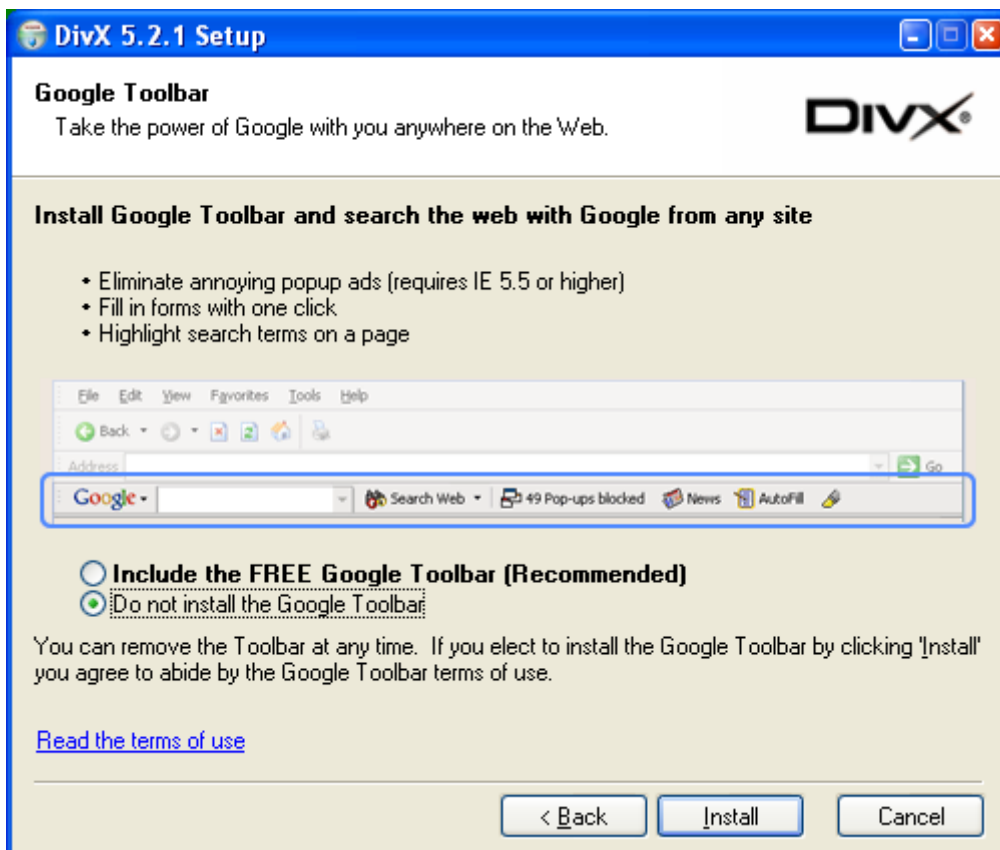 DivX 5.2.1 Setup
Google Toolbar
Take the power of Google with you anywhere on the Web.
DIVX®
Install Google Toolbar and search the web with Google from any site
• Eliminate annoying popup ads (requires IE 5.5 or higher)
• Fill in forms with one click
• Highlight search terms on a page
File Edit View Favorites Tools Help
Back
Address Go
Google Search Web 49 Pop-ups blocked News AutoFill
Include the FREE Google Toolbar (Recommended)
Do not install the Google Toolbar
You can remove the Toolbar at any time. If you elect to install the Google Toolbar by clicking 'Install'
you agree to abide by the Google Toolbar terms of use.
Read the terms of use
< Back Install Cancel